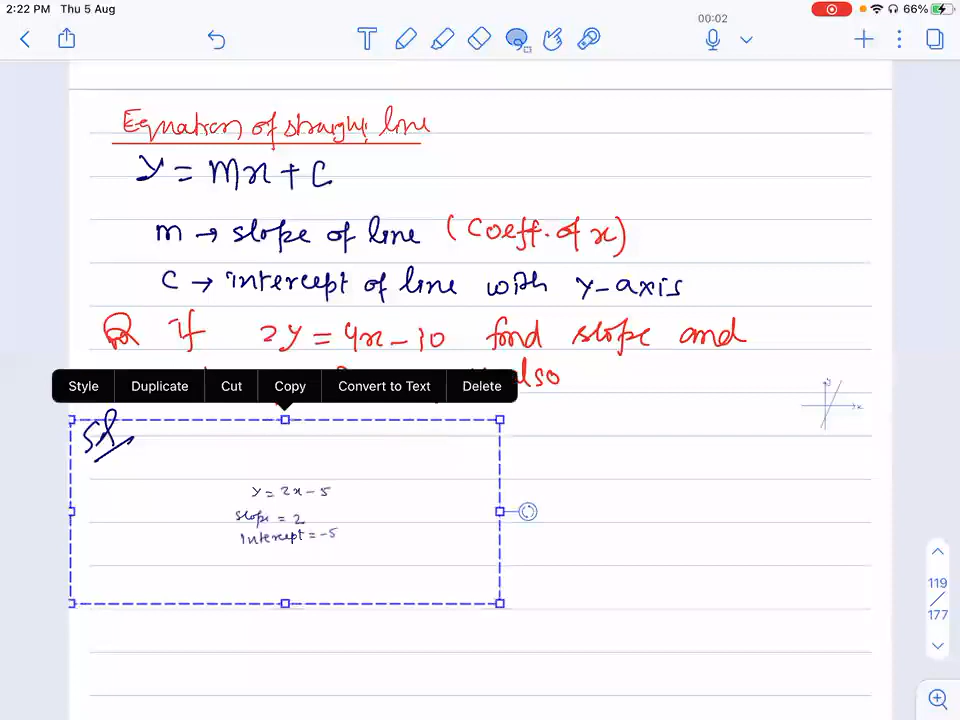 2:22 PM Thu 5 Aug
66%
00:02
Equation of straight line
y = mx + c
m → slope of line (coeff. of x)
c → intercept of line with y-axis
Q If 2y = 4x - 10 find slope and
also
Style Duplicate Cut Copy Convert to Text Delete
Sol
y = 2x - 5
slope = 2
intercept = -5
y
x
119
177